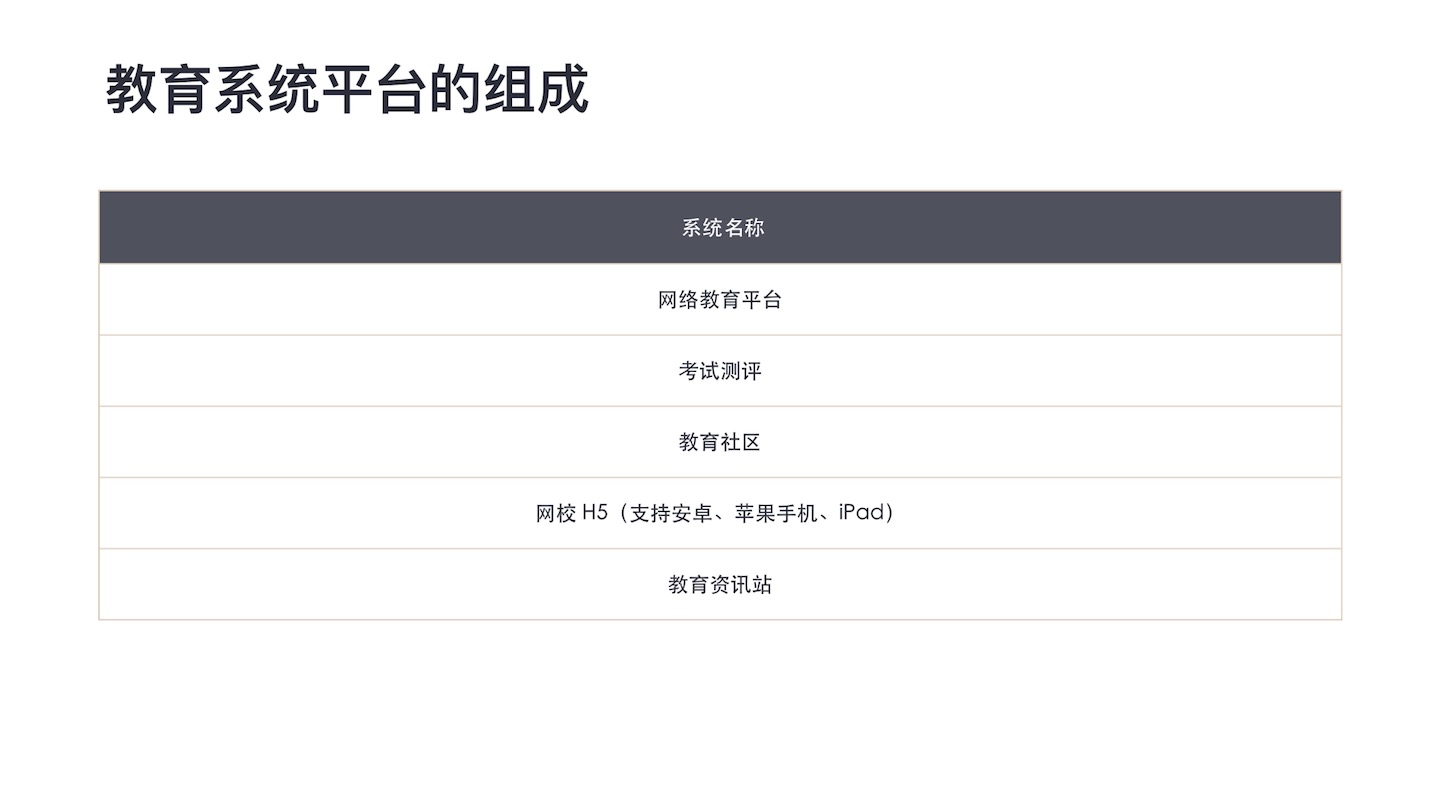 教育系统平台的组成
系统名称
网络教育平台
考试测评
教育社区
网校 H5（支持安卓、苹果手机、iPad）
教育资讯站